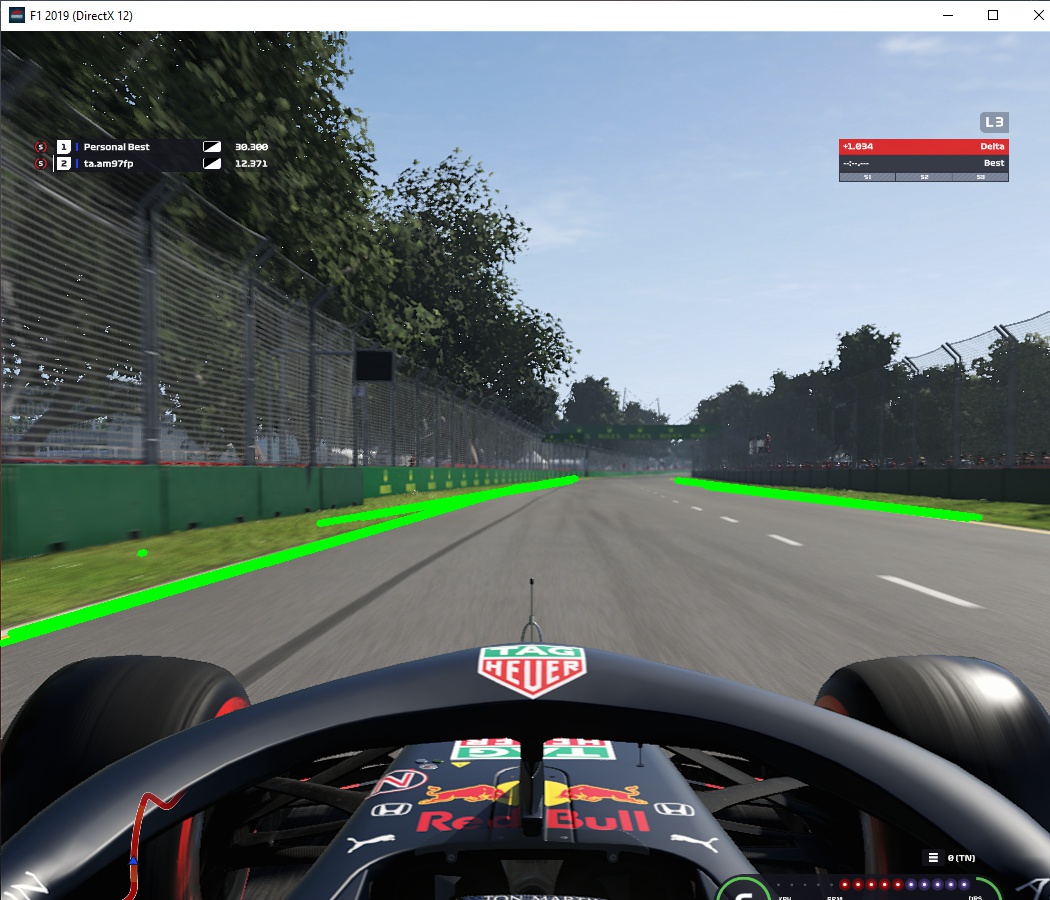 F1 2019 (DirectX 12)
L3
S 1 Personal Best 30.300
S 2 ta.am97fp 12.371
+1.034 Delta
--:--.--- Best
S1 S2 S3
TAG
HEUER
TAG
Red Bull
0 (TN)